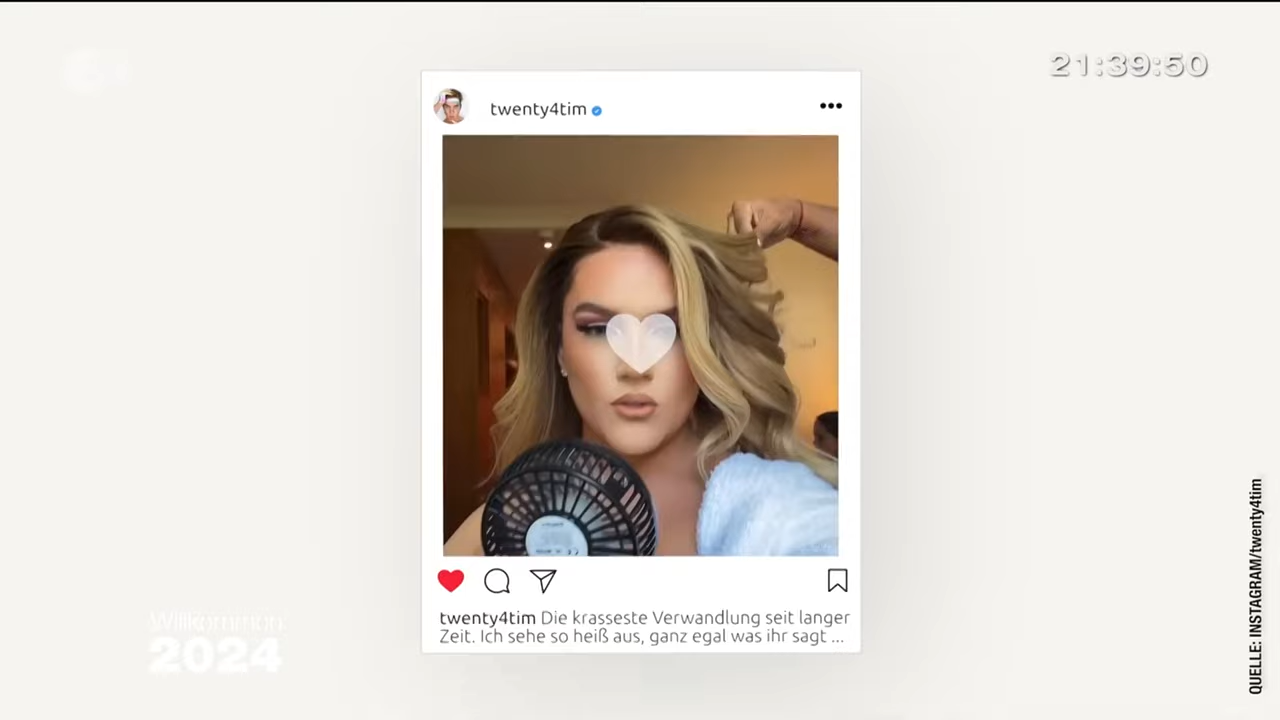 21:39:50
twenty4tim
twenty4tim Die krasseste Verwandlung seit langer
Zeit. Ich sehe so heiß aus, ganz egal was ihr sagt ...
Willkommen
2024
QUELLE: INSTAGRAM/twenty4tim